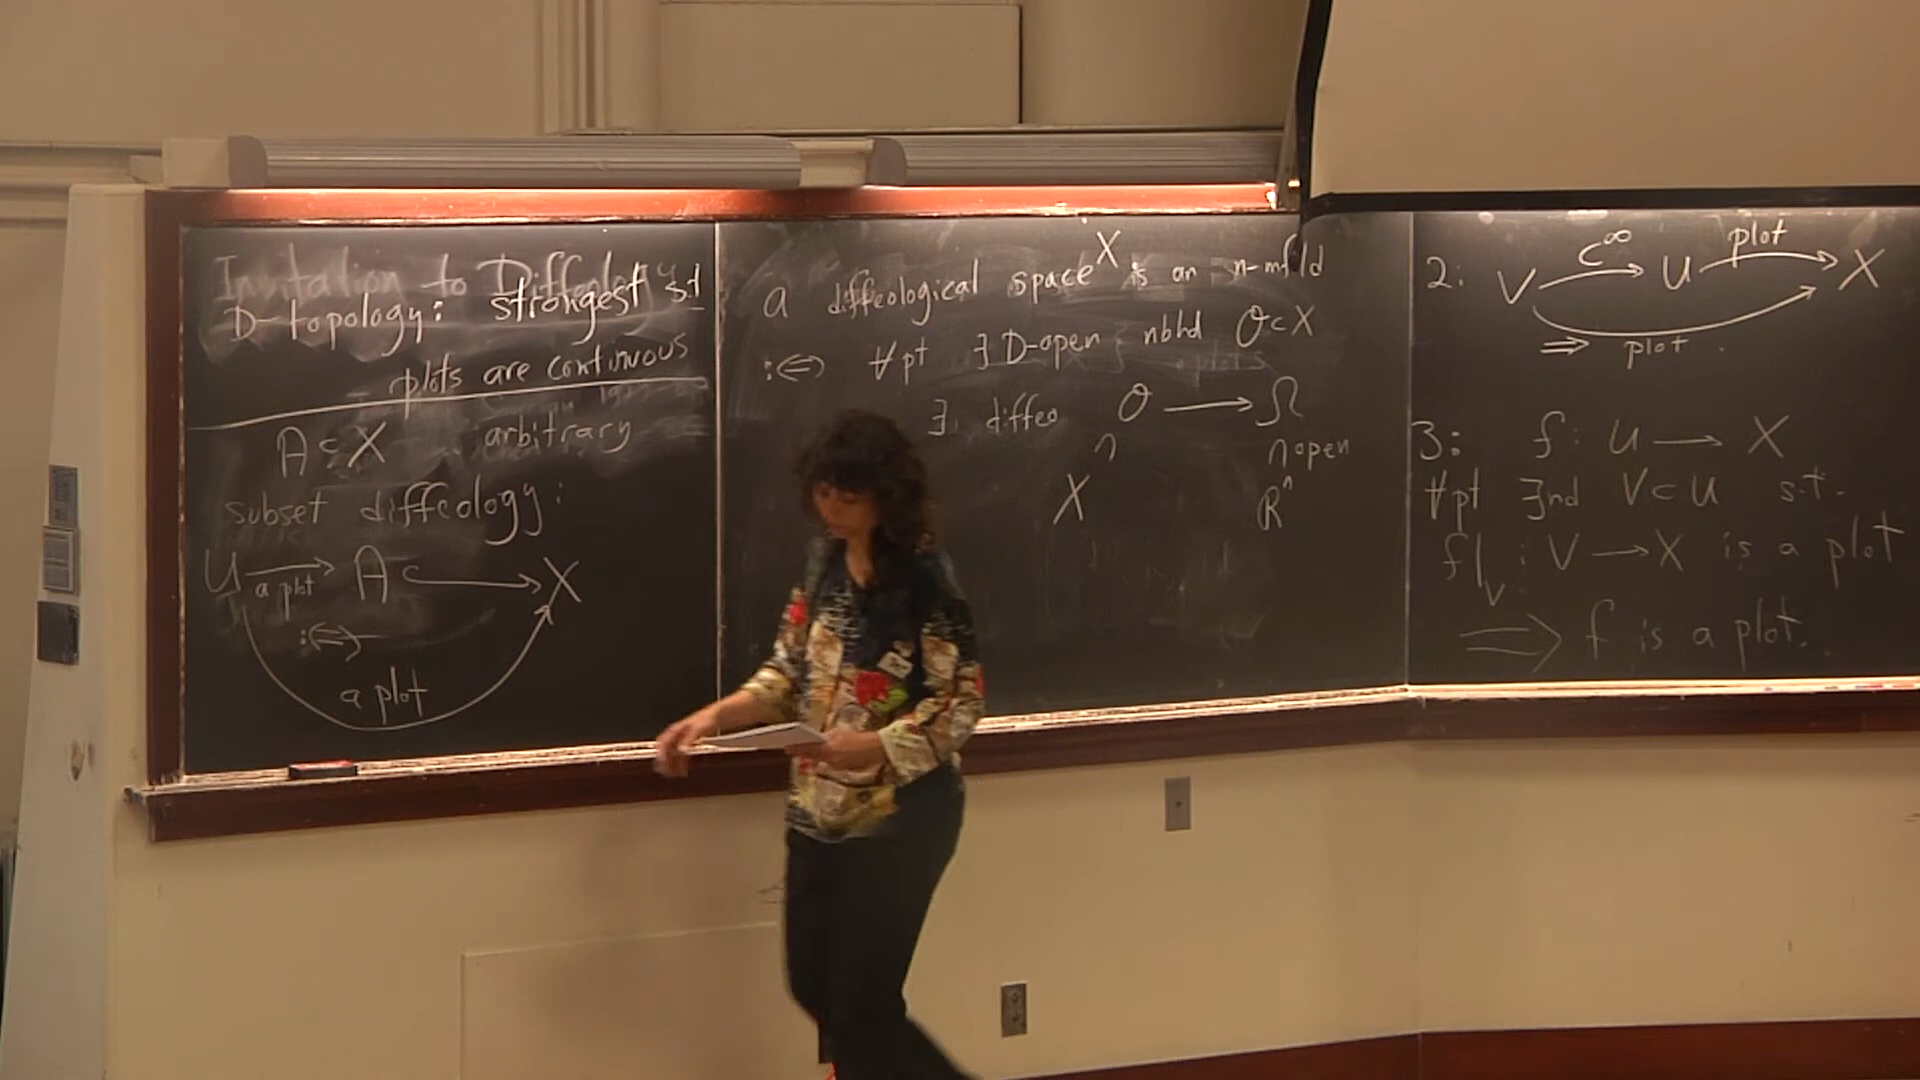 Invitation to Diffeology
D-topology: strongest s.t
plots are continuous
A ⊂ X arbitrary
subset diffeology:
U → A ↪ X
a plot
:⇔
a plot
a diffeological space X is an n-mfld
:⇔ ∀pt ∃ D-open nbhd O ⊂ X
∃ diffeo O → Ω
∩ ∩ open
X ℝⁿ
2: V C^∞ → U plot → X
⇒ plot.
3: f: U → X
∀pt ∃nd V ⊂ U s.t.
f|_V : V → X is a plot
⇒ f is a plot.